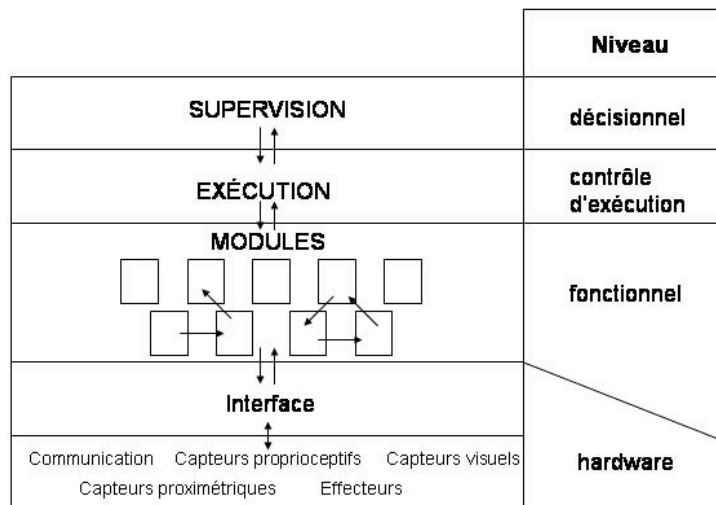 Niveau
SUPERVISION
décisionnel
EXÉCUTION
contrôle
d'exécution
MODULES
fonctionnel
Interface
Communication Capteurs proprioceptifs Capteurs visuels
Capteurs proximétriques Effecteurs
hardware